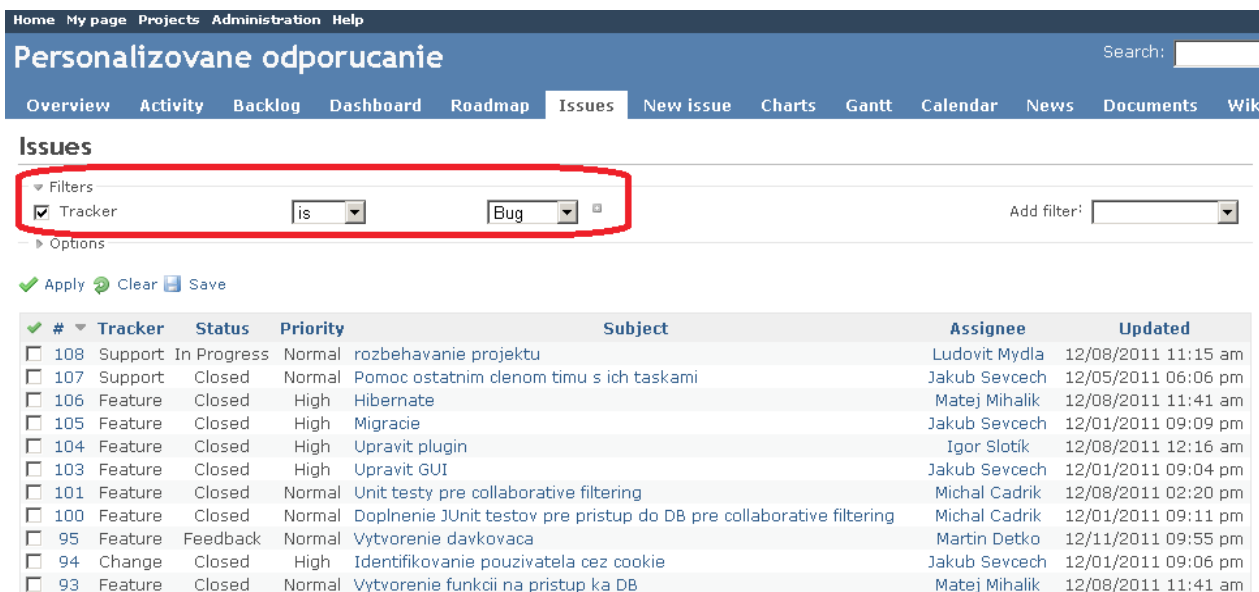 Home My page Projects Administration Help
Personalizovane odporucanie Search:
Overview Activity Backlog Dashboard Roadmap Issues New issue Charts Gantt Calendar News Documents Wik
Issues
Filters
Tracker is Bug Add filter:
Options
Apply Clear Save
# Tracker Status Priority Subject Assignee Updated
108 Support In Progress Normal rozbehavanie projektu Ludovit Mydla 12/08/2011 11:15 am
107 Support Closed Normal Pomoc ostatnim clenom timu s ich taskami Jakub Sevcech 12/05/2011 06:06 pm
106 Feature Closed High Hibernate Matej Mihalik 12/08/2011 11:41 am
105 Feature Closed High Migracie Jakub Sevcech 12/01/2011 09:09 pm
104 Feature Closed High Upravit plugin Igor Slotík 12/08/2011 12:16 am
103 Feature Closed High Upravit GUI Jakub Sevcech 12/01/2011 09:04 pm
101 Feature Closed Normal Unit testy pre collaborative filtering Michal Cadrik 12/08/2011 02:20 pm
100 Feature Closed Normal Doplnenie JUnit testov pre pristup do DB pre collaborative filtering Michal Cadrik 12/01/2011 09:11 pm
95 Feature Feedback Normal Vytvorenie davkovaca Martin Detko 12/11/2011 09:55 pm
94 Change Closed High Identifikovanie pouzivatela cez cookie Jakub Sevcech 12/01/2011 09:06 pm
93 Feature Closed Normal Vytvorenie funkcii na pristup ka DB Matej Mihalik 12/08/2011 11:41 am